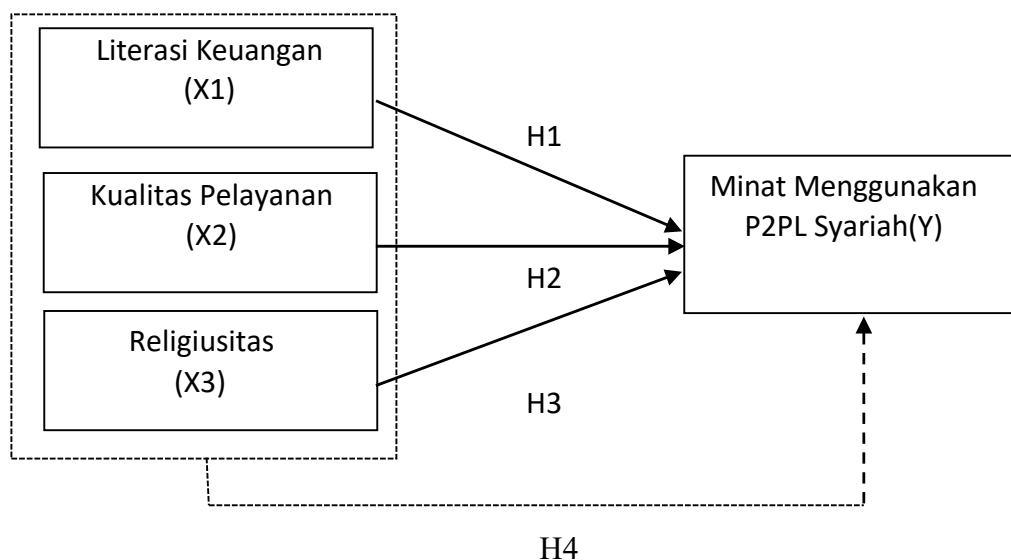 Literasi Keuangan
(X1)
Kualitas Pelayanan
(X2)
Religiusitas
(X3)
H1
H2
H3
Minat Menggunakan
P2PL Syariah(Y)
H4